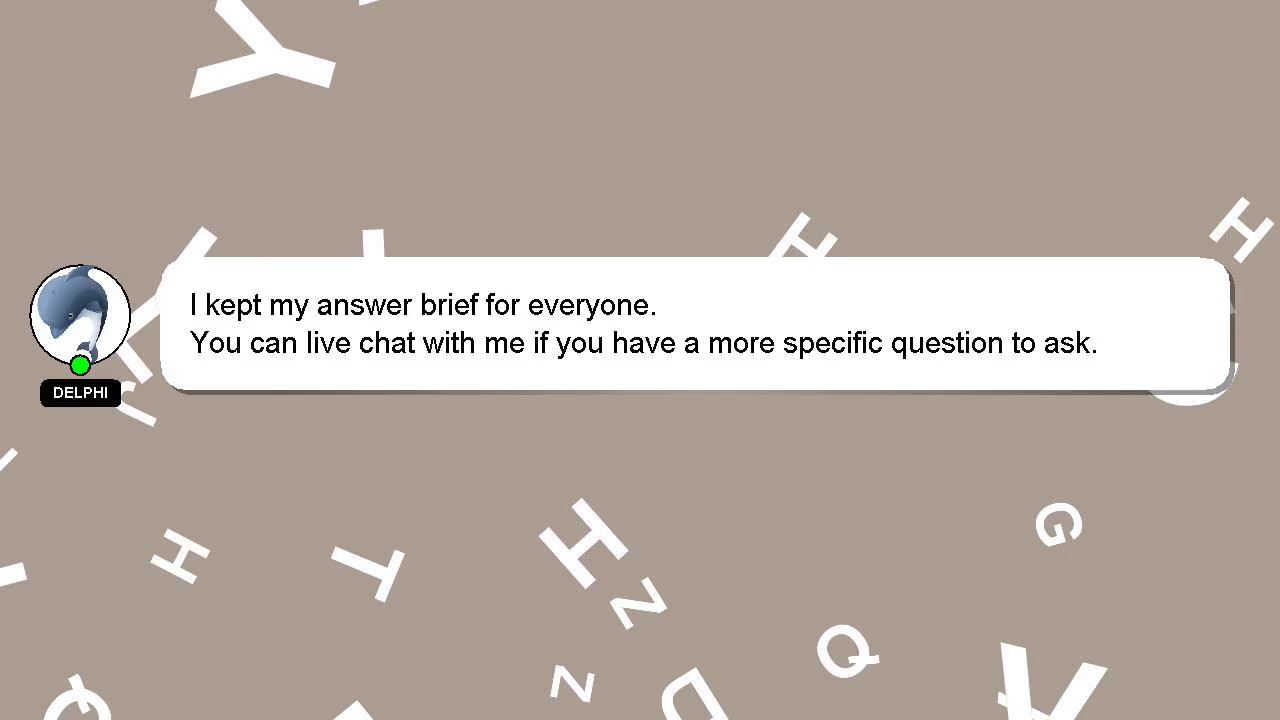 I kept my answer brief for everyone.
You can live chat with me if you have a more specific question to ask.
DELPHI
Y
H
H
r
H
T
H
G
Z
Q
Z
Q